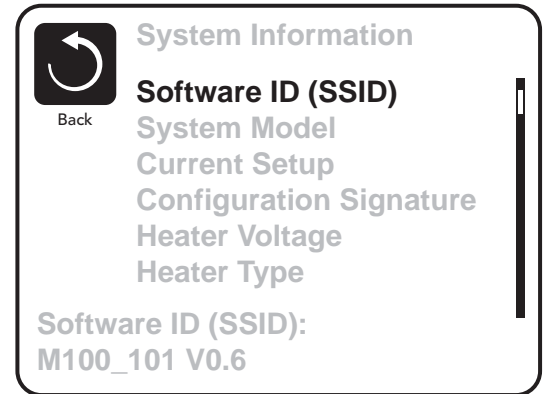 System Information
Back
Software ID (SSID)
System Model
Current Setup
Configuration Signature
Heater Voltage
Heater Type
Software ID (SSID):
M100_101 V0.6